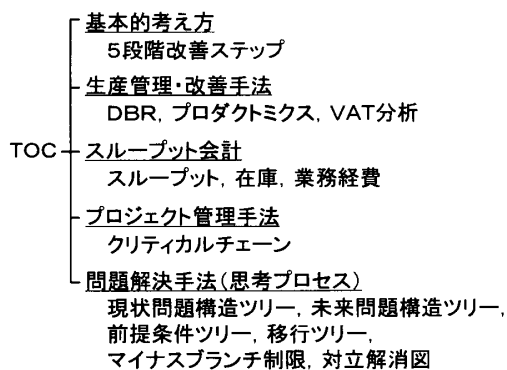 基本的考え方
5段階改善ステップ
生産管理・改善手法
DBR, プロダクトミクス, VAT分析
TOC
スループット会計
スループット, 在庫, 業務経費
プロジェクト管理手法
クリティカルチェーン
問題解決手法(思考プロセス)
現状問題構造ツリー, 未来問題構造ツリー,
前提条件ツリー, 移行ツリー,
マイナスブランチ制限, 対立解消図